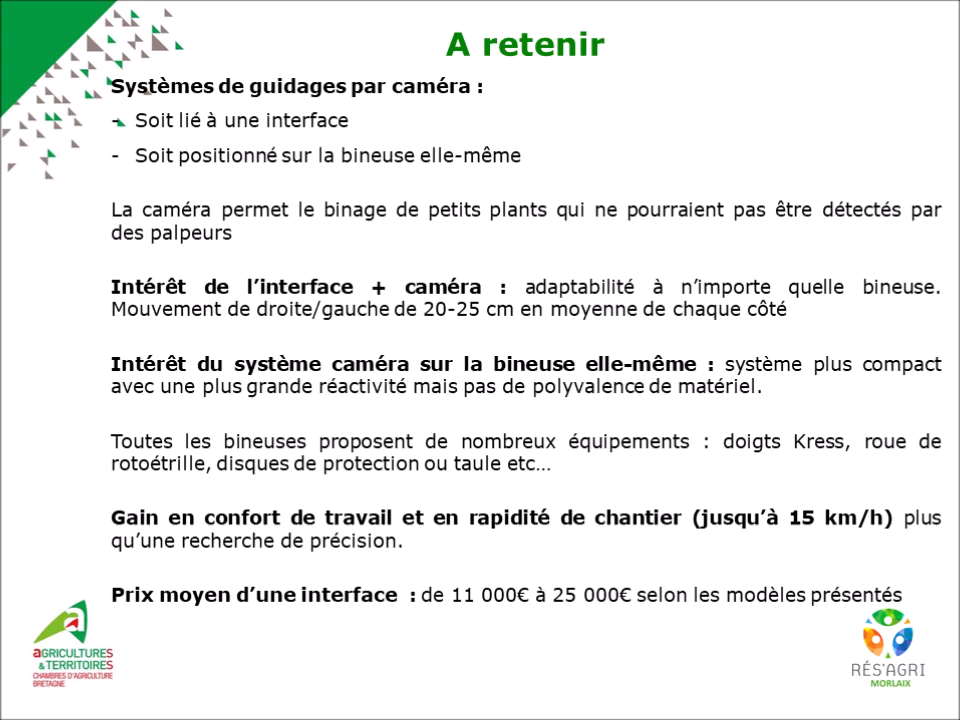 A retenir
Systèmes de guidages par caméra :
- Soit lié à une interface
- Soit positionné sur la bineuse elle-même
La caméra permet le binage de petits plants qui ne pourraient pas être détectés par
des palpeurs
Intérêt de l’interface + caméra : adaptabilité à n’importe quelle bineuse.
Mouvement de droite/gauche de 20-25 cm en moyenne de chaque côté
Intérêt du système caméra sur la bineuse elle-même : système plus compact
avec une plus grande réactivité mais pas de polyvalence de matériel.
Toutes les bineuses proposent de nombreux équipements : doigts Kress, roue de
rotoétrille, disques de protection ou taule etc…
Gain en confort de travail et en rapidité de chantier (jusqu’à 15 km/h) plus
qu’une recherche de précision.
Prix moyen d’une interface : de 11 000€ à 25 000€ selon les modèles présentés
AGRICULTURES
& TERRITOIRES
CHAMBRES D'AGRICULTURE
BRETAGNE
RÉS'AGRI
MORLAIX